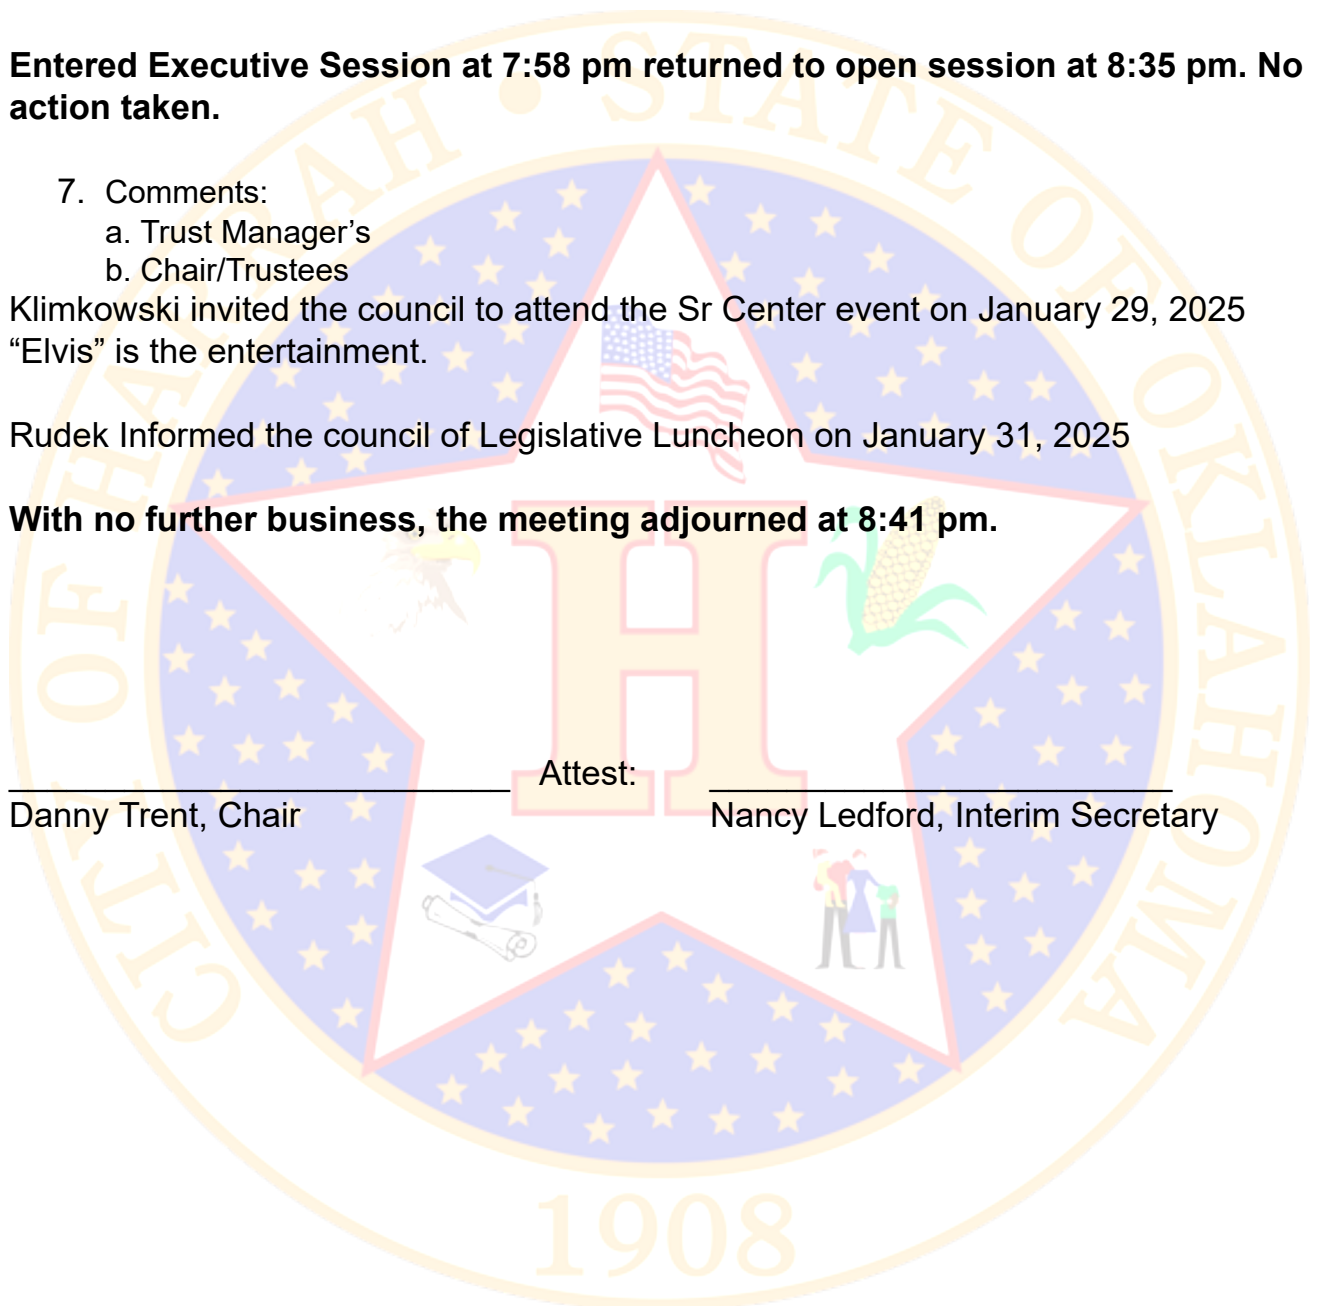 Entered Executive Session at 7:58 pm returned to open session at 8:35 pm. No
action taken.
7. Comments:
a. Trust Manager’s
b. Chair/Trustees
Klimkowski invited the council to attend the Sr Center event on January 29, 2025
“Elvis” is the entertainment.
Rudek Informed the council of Legislative Luncheon on January 31, 2025
With no further business, the meeting adjourned at 8:41 pm.
__________________________ Attest: ________________________
Danny Trent, Chair Nancy Ledford, Interim Secretary
CITY OF HARRAH • STATE OF OKLAHOMA
H
1908